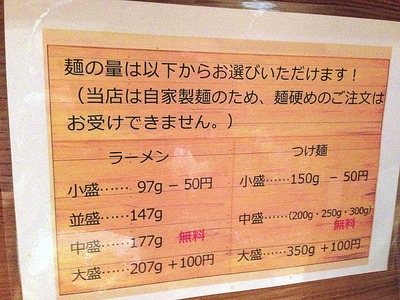 麺の量は以下からお選びいただけます！
（当店は自家製麺のため、麺硬めのご注文は
お受けできません。）
ラーメン
小盛…… 97g －50円
並盛……147g
中盛……177g 無料
大盛……207g ＋100円
つけ麺
小盛……150g －50円
中盛……(200g・250g・300g)
無料
大盛……350g ＋100円